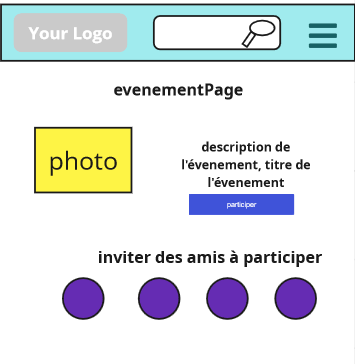 Your Logo
evenementPage
photo
description de
l'évenement, titre de
l'évenement
participer
inviter des amis à participer